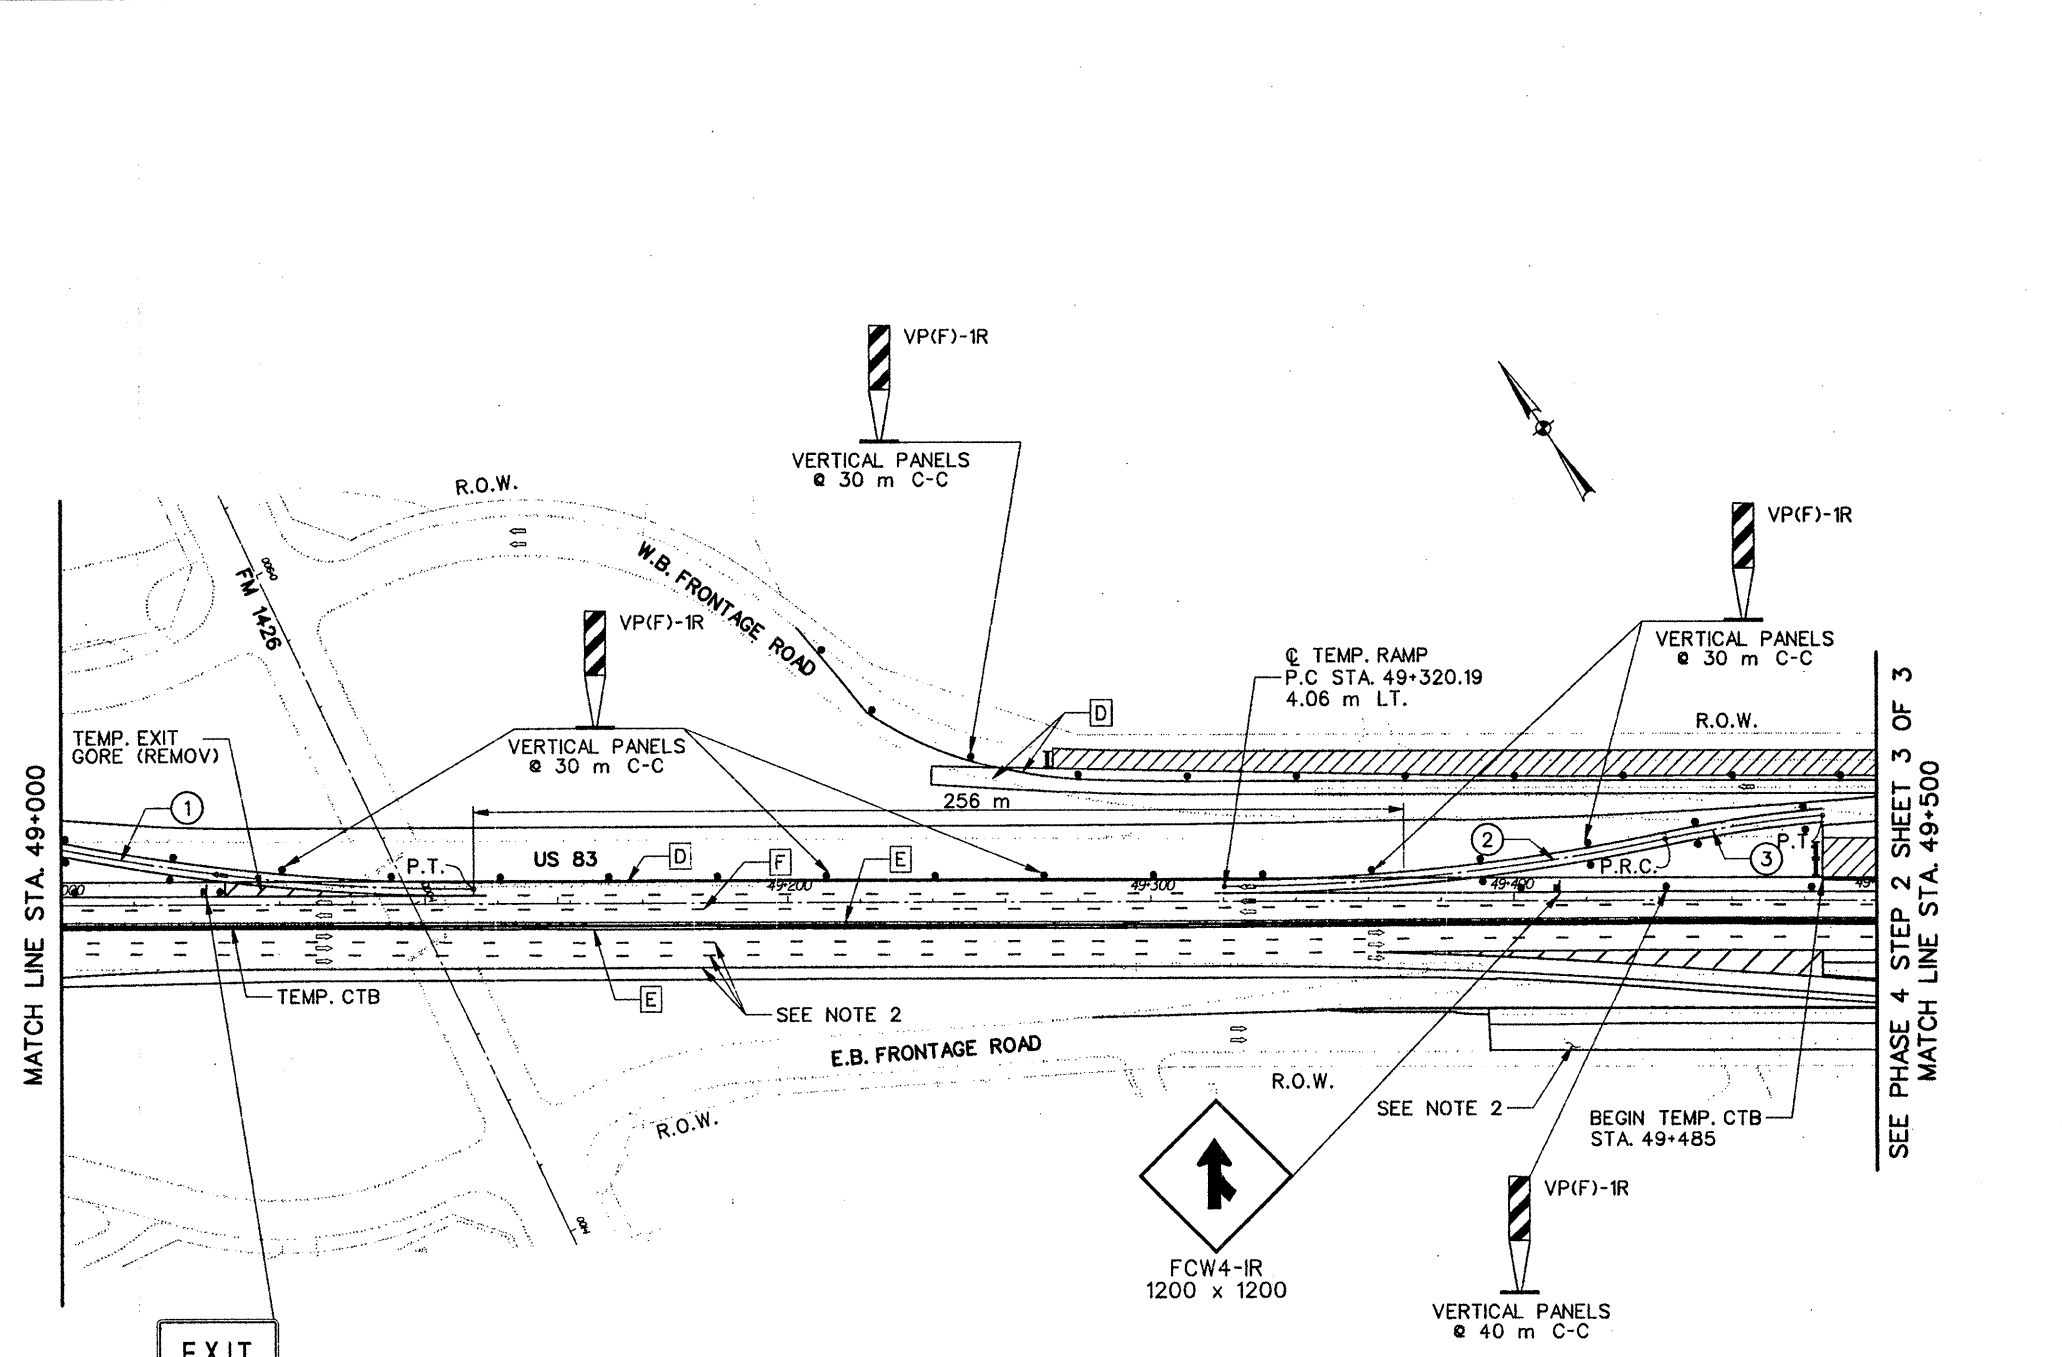 VP(F)-1R
VERTICAL PANELS
@ 30 m C-C
R.O.W.
VP(F)-1R
W.B. FRONTAGE ROAD
FM 1426
VP(F)-1R
VERTICAL PANELS
@ 30 m C-C
℄ TEMP. RAMP
P.C STA. 49+320.19
4.06 m LT.
VERTICAL PANELS
@ 30 m C-C
D
R.O.W.
TEMP. EXIT
GORE (REMOV)
256 m
1
2
3
P.T.
US 83
D
F
E
P.R.C.
P.T.
49+200
49+300
49+400
49+
000
TEMP. CTB
E
SEE NOTE 2
E.B. FRONTAGE ROAD
R.O.W.
R.O.W.
SEE NOTE 2
BEGIN TEMP. CTB
STA. 49+485
VP(F)-1R
FCW4-IR
1200 x 1200
VERTICAL PANELS
@ 40 m C-C
EXIT
MATCH LINE STA. 49+000
SEE PHASE 4 STEP 2 SHEET 3 OF 3
MATCH LINE STA. 49+500